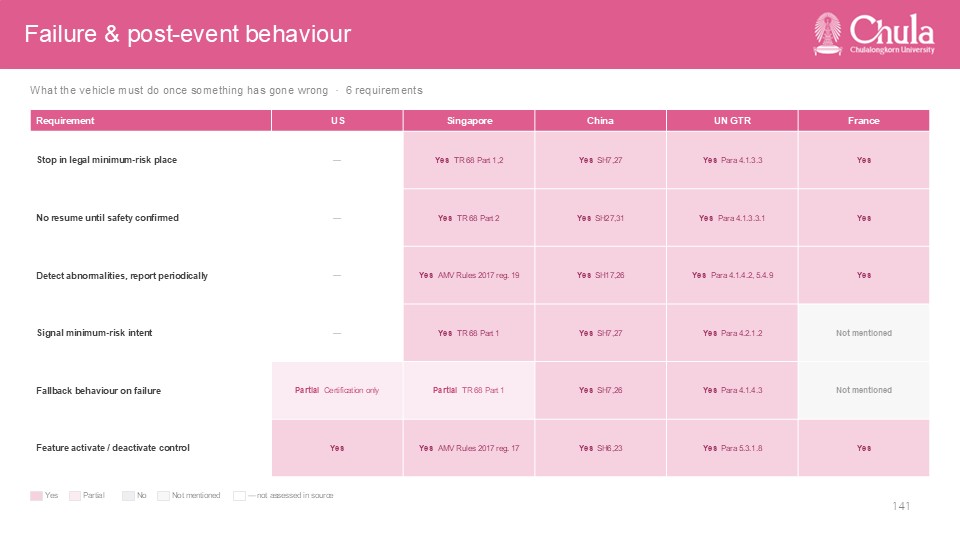 Failure & post-event behaviour
Chula
Chulalongkorn University
What the vehicle must do once something has gone wrong · 6 requirements
Requirement US Singapore China UN GTR France
Stop in legal minimum-risk place — Yes TR 68 Part 1,2 Yes SH7,27 Yes Para 4.1.3.3 Yes
No resume until safety confirmed — Yes TR 68 Part 2 Yes SH27,31 Yes Para 4.1.3.3.1 Yes
Detect abnormalities, report periodically — Yes AMV Rules 2017 reg. 19 Yes SH17,26 Yes Para 4.1.4.2, 5.4.9 Yes
Signal minimum-risk intent — Yes TR 68 Part 1 Yes SH7,27 Yes Para 4.2.1.2 Not mentioned
Fallback behaviour on failure Partial Certification only Partial TR 68 Part 1 Yes SH7,26 Yes Para 4.1.4.3 Not mentioned
Feature activate / deactivate control Yes Yes AMV Rules 2017 reg. 17 Yes SH6,23 Yes Para 5.3.1.8 Yes
Yes Partial No Not mentioned — not assessed in source
141